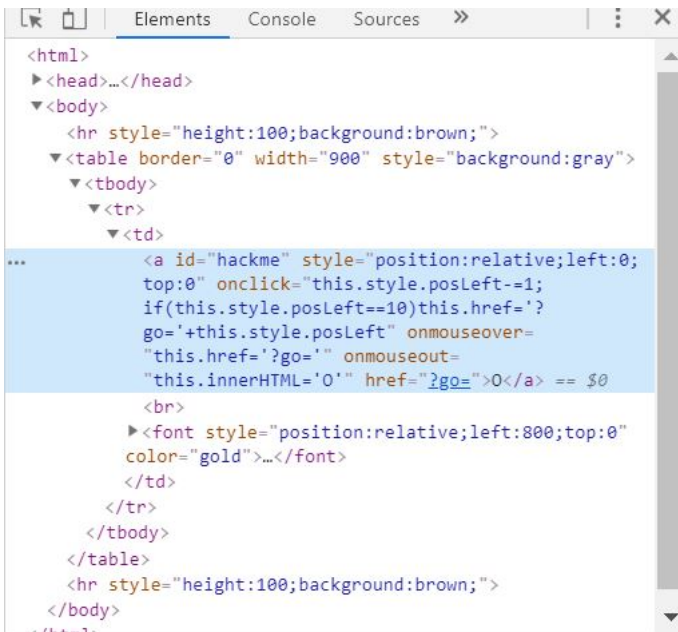 Elements Console Sources »
<html>
▶<head>…</head>
▼<body>
<hr style="height:100;background:brown;">
▼<table border="0" width="900" style="background:gray">
▼<tbody>
▼<tr>
▼<td>
... <a id="hackme" style="position:relative;left:0;
top:0" onclick="this.style.posLeft-=1;
if(this.style.posLeft==10)this.href='?
go='+this.style.posLeft" onmouseover=
"this.href='?go='" onmouseout=
"this.innerHTML='O'" href="?go=">O</a> == $0
<br>
▶<font style="position:relative;left:800;top:0"
color="gold">…</font>
</td>
</tr>
</tbody>
</table>
<hr style="height:100;background:brown;">
</body>
</html>